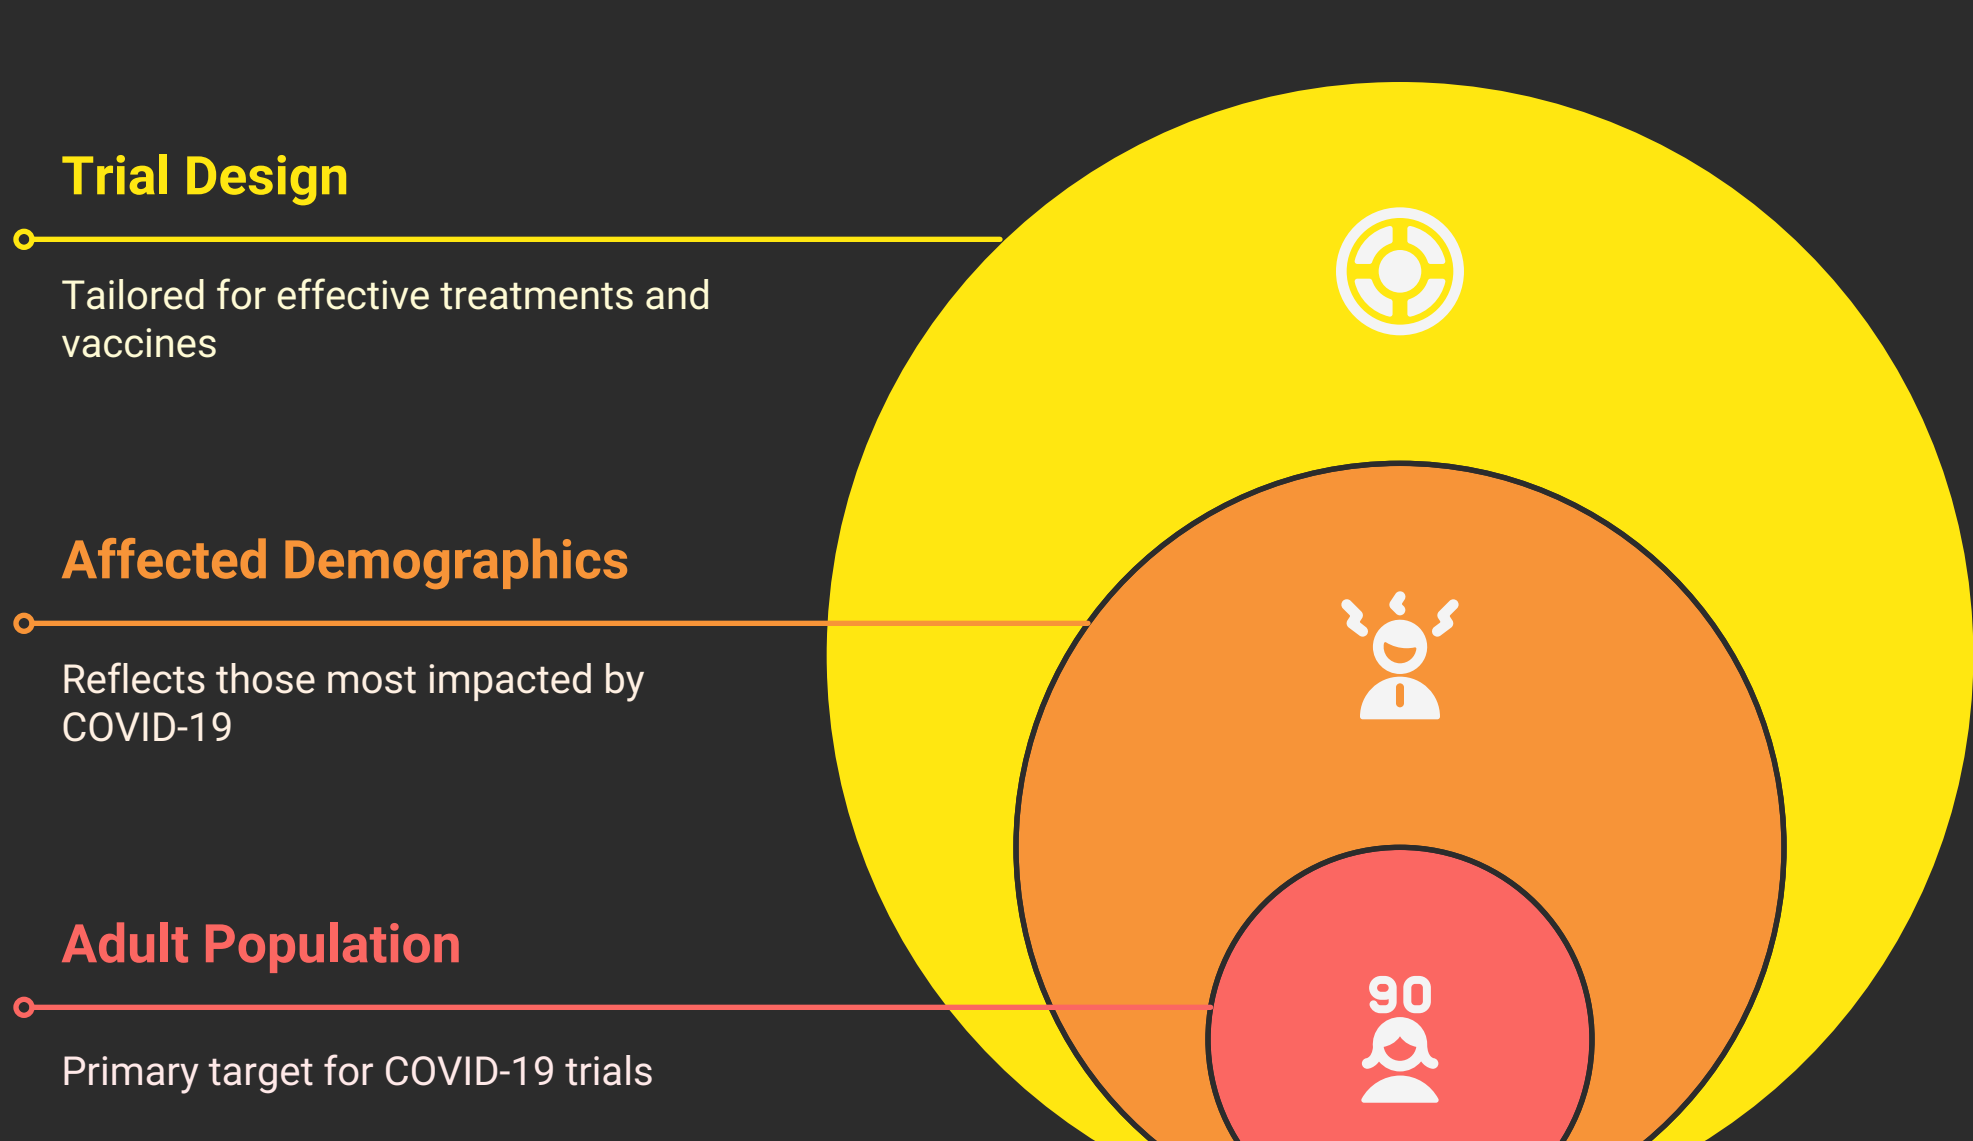 Trial Design
Tailored for effective treatments and
vaccines
Affected Demographics
Reflects those most impacted by
COVID-19
Adult Population
90
Primary target for COVID-19 trials